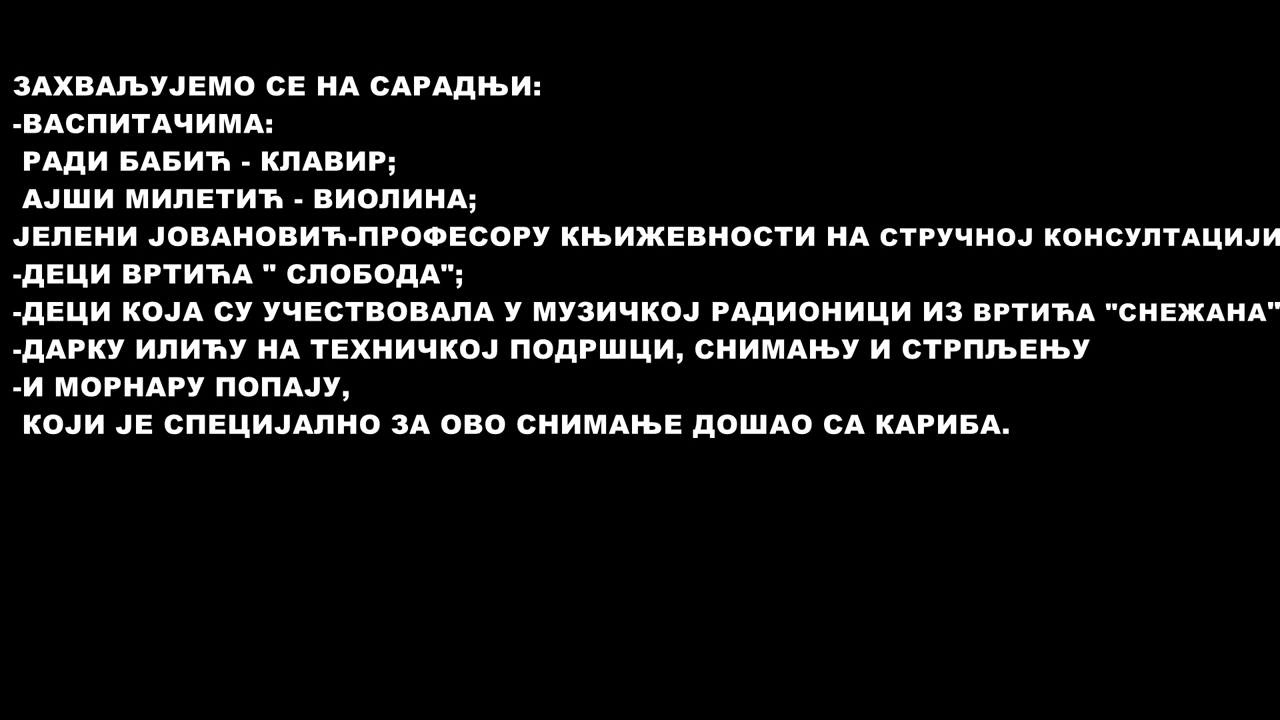 ЗАХВАЉУЈЕМО СЕ НА САРАДЊИ:
-ВАСПИТАЧИМА:
РАДИ БАБИЋ - КЛАВИР;
АЈШИ МИЛЕТИЋ - ВИОЛИНА;
ЈЕЛЕНИ ЈОВАНОВИЋ-ПРОФЕСОРУ КЊИЖЕВНОСТИ НА СТРУЧНОЈ КОНСУЛТАЦИЈИ
-ДЕЦИ ВРТИЋА " СЛОБОДА";
-ДЕЦИ КОЈА СУ УЧЕСТВОВАЛА У МУЗИЧКОЈ РАДИОНИЦИ ИЗ ВРТИЋА "СНЕЖАНА"
-ДАРКУ ИЛИЋУ НА ТЕХНИЧКОЈ ПОДРШЦИ, СНИМАЊУ И СТРПЉЕЊУ
-И МОРНАРУ ПОПАЈУ,
КОЈИ ЈЕ СПЕЦИЈАЛНО ЗА ОВО СНИМАЊЕ ДОШАО СА КАРИБА.